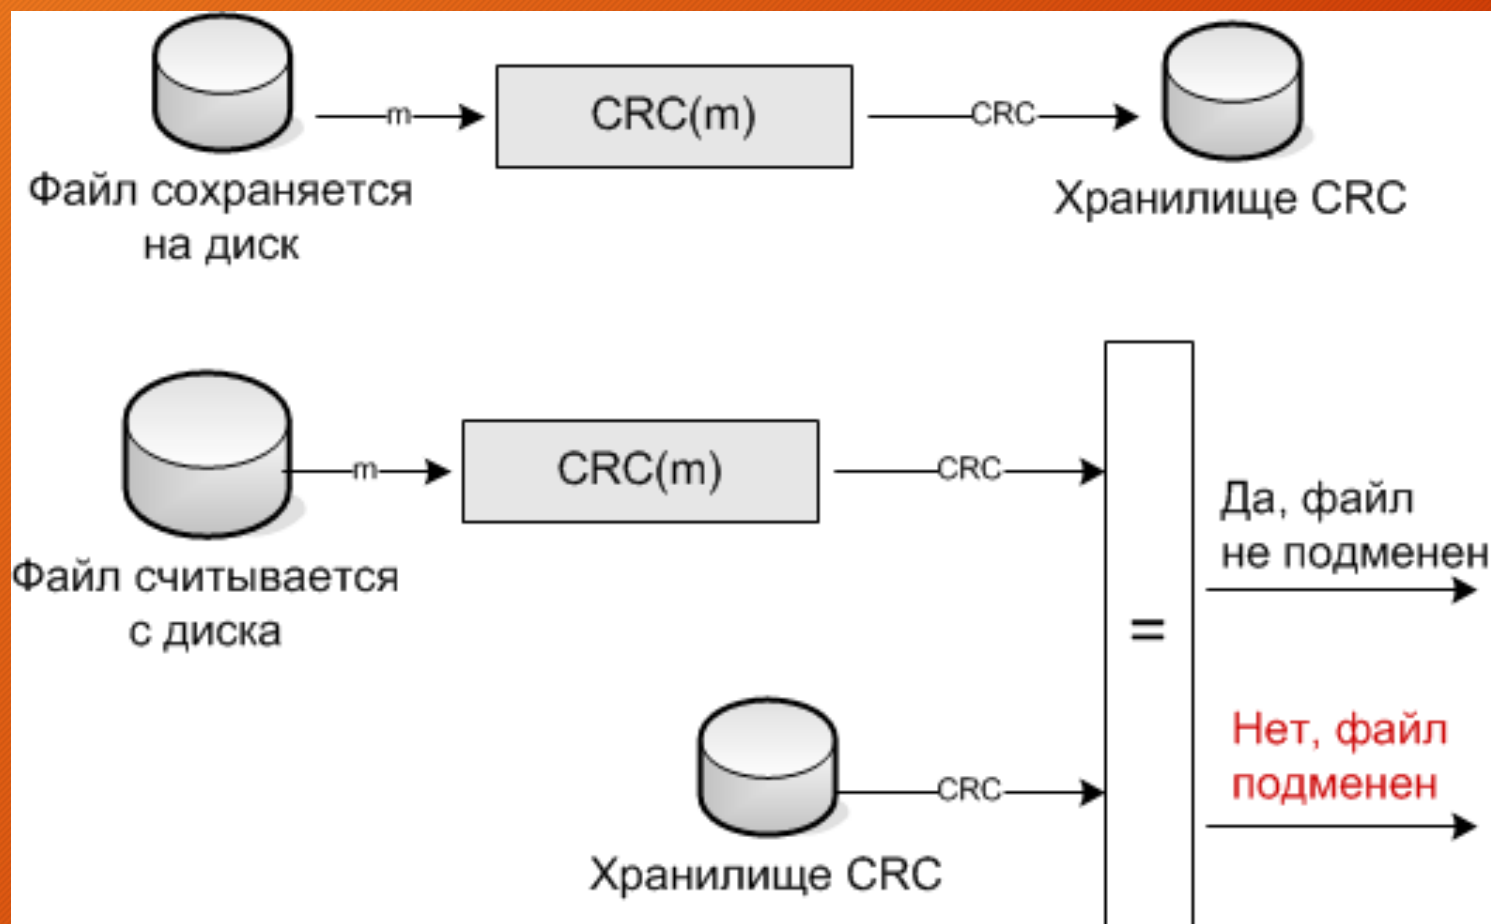 m
CRC(m)
CRC
Файл сохраняется
на диск
Хранилище CRC
m
CRC(m)
CRC
Файл считывается
с диска
Да, файл
не подменен
=
Нет, файл
подменен
CRC
Хранилище CRC